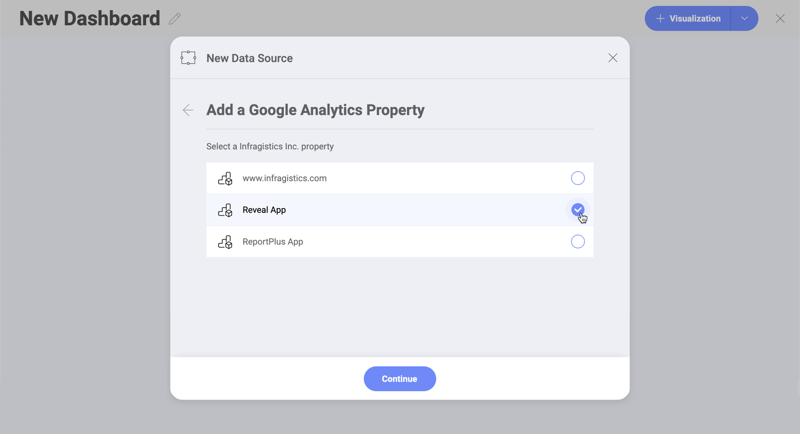 New Dashboard
Visualization
New Data Source
Add a Google Analytics Property
Select a Infragistics Inc. property
www.infragistics.com
Reveal App
ReportPlus App
Continue